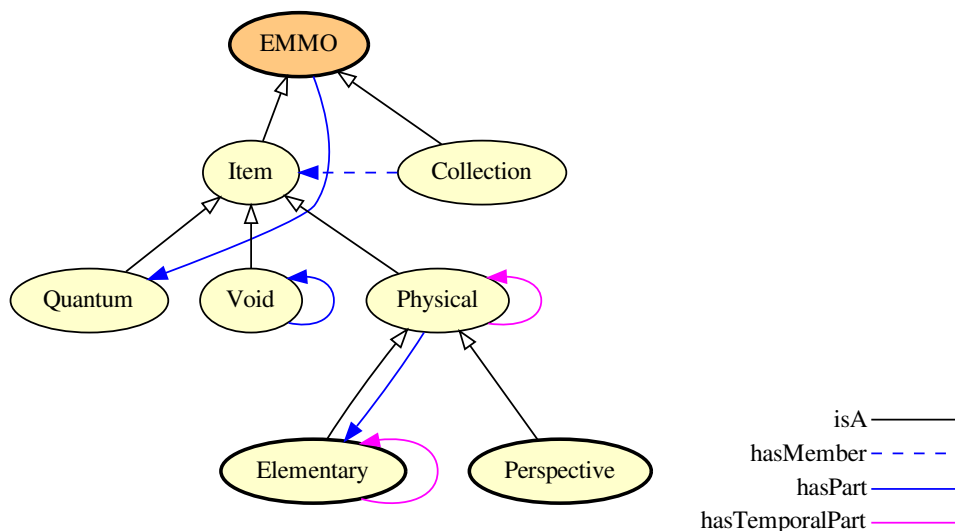 EMMO
Item
Collection
Quantum
Void
Physical
Elementary
Perspective
isA
hasMember
hasPart
hasTemporalPart